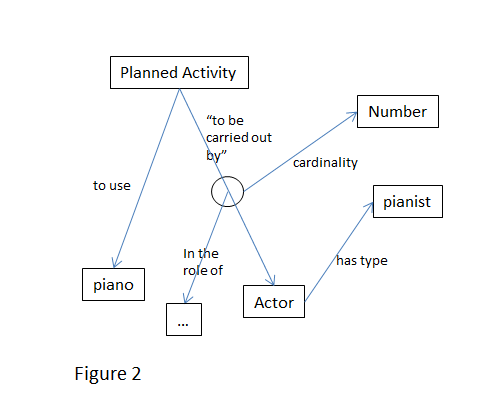 Planned Activity
“to be
carried out
by”
Number
cardinality
to use
pianist
In the
role of
has type
piano
Actor
...
Figure 2